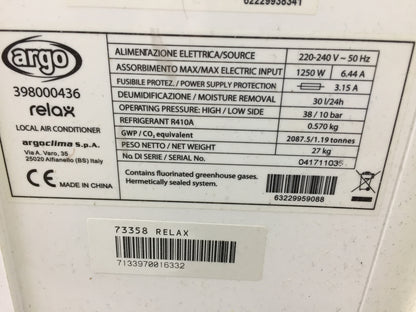 62229938341
argo
398000436
relax
LOCAL AIR CONDITIONER
argoclima S.p.A.
Via A. Varo, 35
25020 Alfianello (BS) Italy
CE MADE IN CHINA
ALIMENTAZIONE ELETTRICA/SOURCE 220-240 V ~ 50 Hz
ASSORBIMENTO MAX/MAX ELECTRIC INPUT 1250 W 6.44 A
FUSIBILE PROTEZ. / POWER SUPPLY PROTECTION 3.15 A
DEUMIDIFICAZIONE / MOISTURE REMOVAL 30 l/24h
OPERATING PRESSURE: HIGH / LOW SIDE 38 / 10 bar
REFRIGERANT R410A 0.570 kg
GWP / CO2 equivalent 2087.5/1.19 tonnes
PESO NETTO / NET WEIGHT 27 kg
No Di SERIE / SERIAL No. 041711035
Contains fluorinated greenhouse gases.
Hermetically sealed system.
63229959088
73358 RELAX
7133970016332